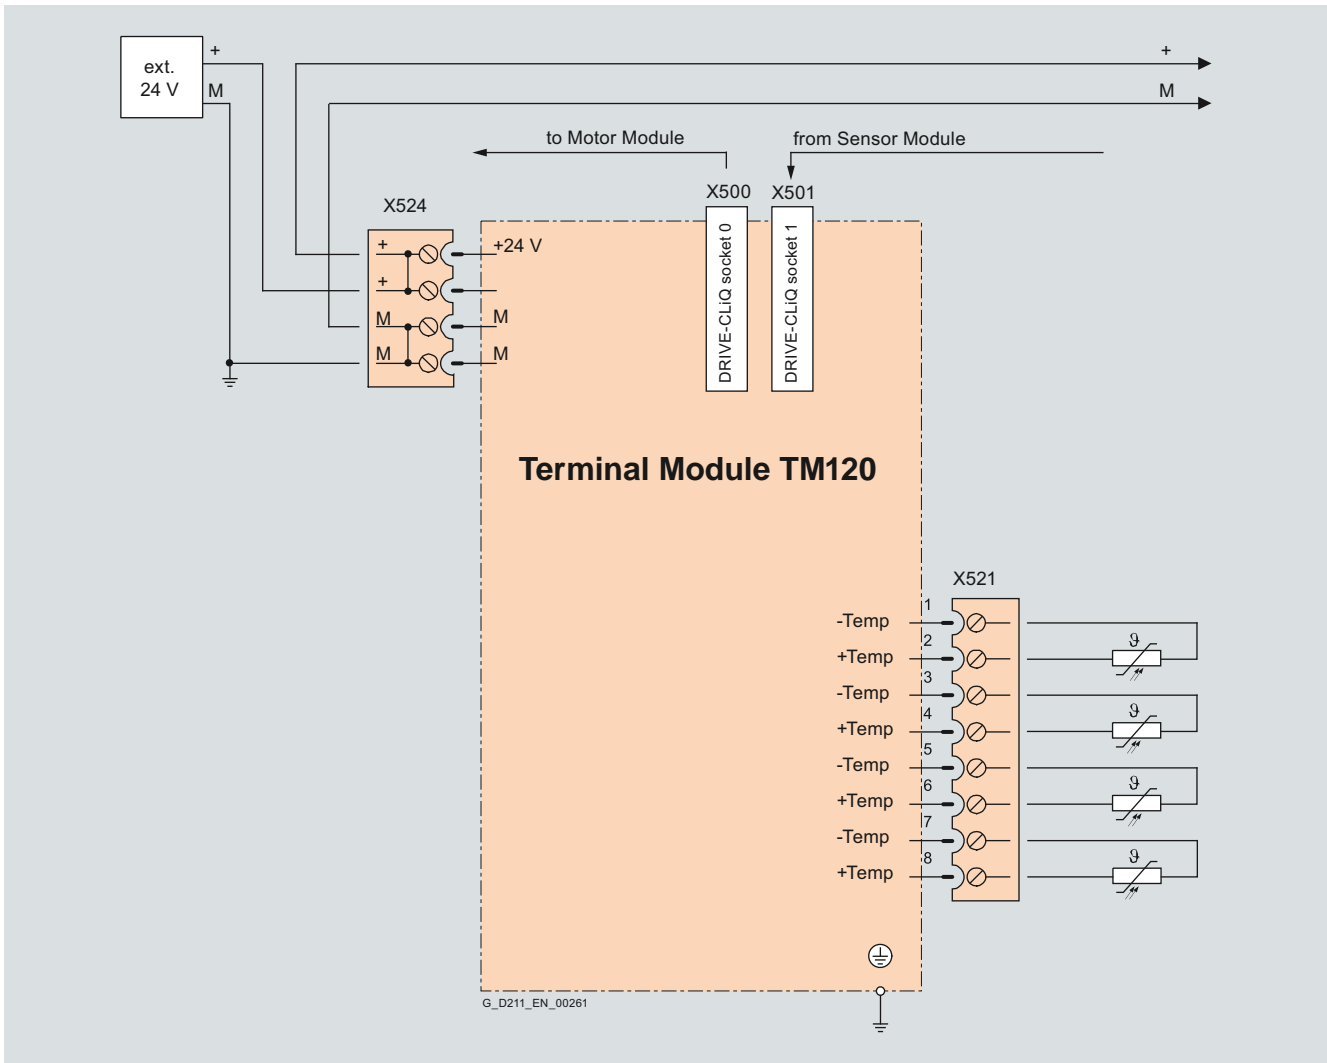 +
+
ext.
24 V
M
M
to Motor Module
from Sensor Module
X500
X501
X524
DRIVE-CLiQ socket 0
DRIVE-CLiQ socket 1
+
+24 V
+
M
M
M
M
Terminal Module TM120
X521
-Temp
1
+Temp
2
ϑ
-Temp
3
+Temp
4
ϑ
-Temp
5
+Temp
6
ϑ
-Temp
7
+Temp
8
ϑ
G_D211_EN_00261